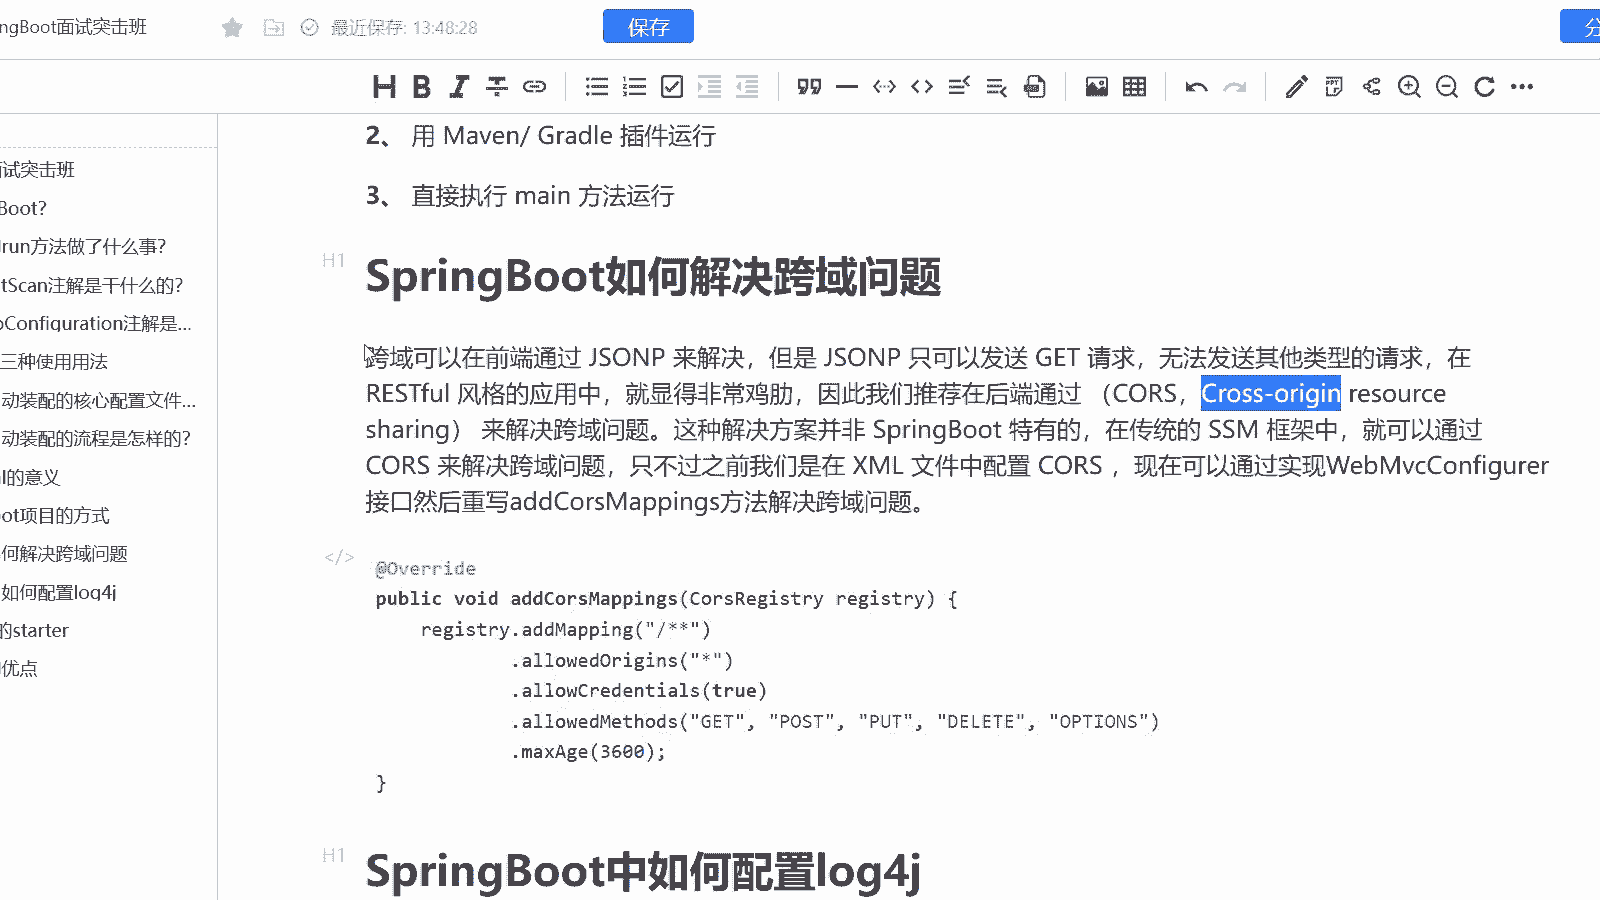 ngBoot面试突击班
最近保存: 13:48:28
保存
分
2、 用 Maven/ Gradle 插件运行
3、 直接执行 main 方法运行
H1
SpringBoot如何解决跨域问题
跨域可以在前端通过 JSONP 来解决，但是 JSONP 只可以发送 GET 请求，无法发送其他类型的请求，在
RESTful 风格的应用中，就显得非常鸡肋，因此我们推荐在后端通过 （CORS，Cross-origin resource
sharing） 来解决跨域问题。这种解决方案并非 SpringBoot 特有的，在传统的 SSM 框架中，就可以通过
CORS 来解决跨域问题，只不过之前我们是在 XML 文件中配置 CORS ，现在可以通过实现WebMvcConfigurer
接口然后重写addCorsMappings方法解决跨域问题。
</>
@Override
public void addCorsMappings(CorsRegistry registry) {
registry.addMapping("/**")
.allowedOrigins("*")
.allowCredentials(true)
.allowedMethods("GET", "POST", "PUT", "DELETE", "OPTIONS")
.maxAge(3600);
}
H1
SpringBoot中如何配置log4j
试突击班
Boot?
run方法做了什么事?
tScan注解是干什么的?
oConfiguration注解是...
三种使用用法
动装配的核心配置文件...
动装配的流程是怎样的?
l的意义
ot项目的方式
何解决跨域问题
如何配置log4j
的starter
优点